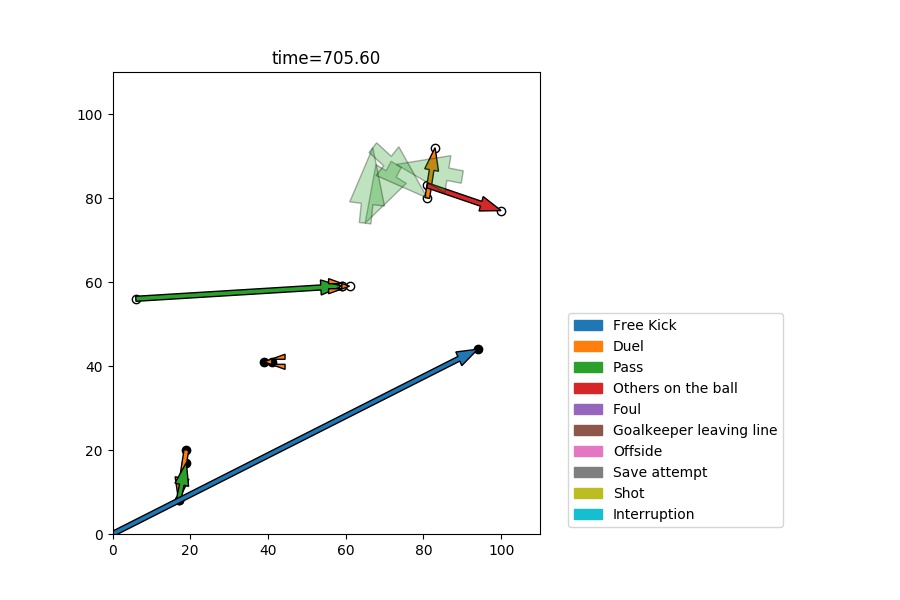 time=705.60
100
80
60
40
20
0
0 20 40 60 80 100
Free Kick
Duel
Pass
Others on the ball
Foul
Goalkeeper leaving line
Offside
Save attempt
Shot
Interruption